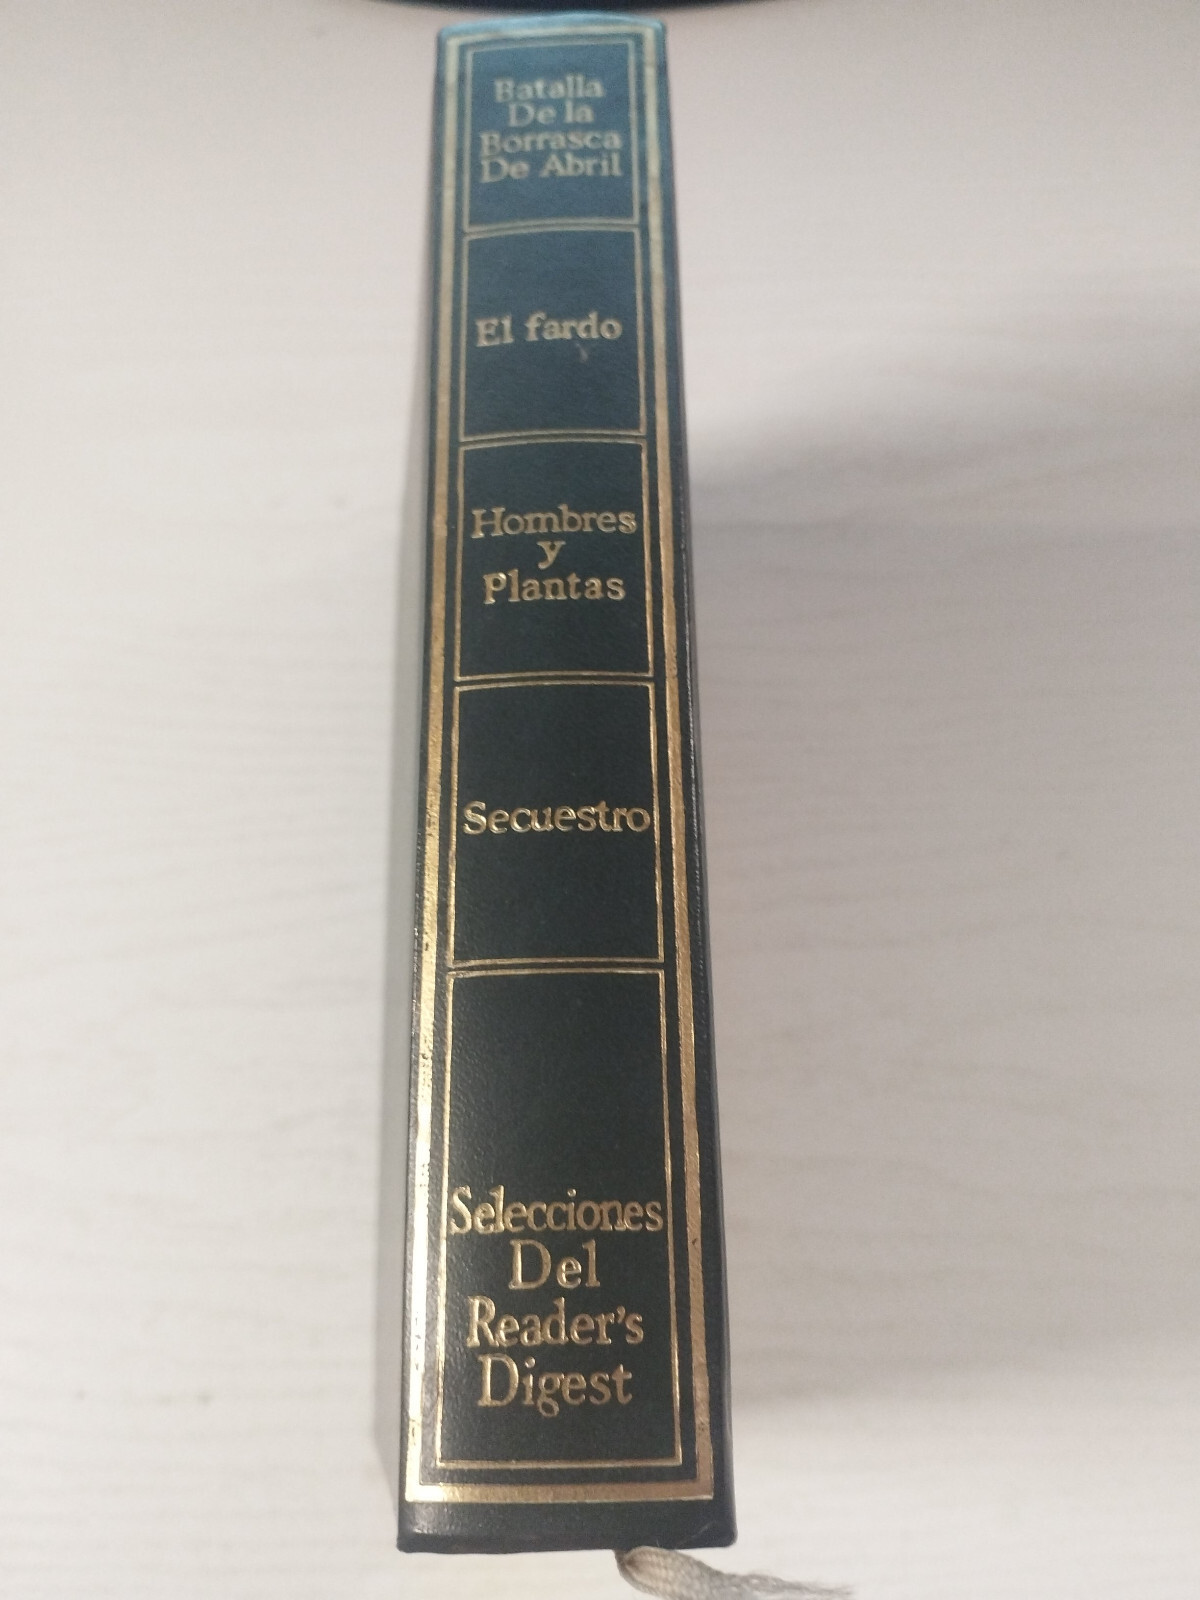 Batalla
De la
Borrasca
De Abril
El fardo
Hombres
y
Plantas
Secuestro
Selecciones
Del
Reader's
Digest